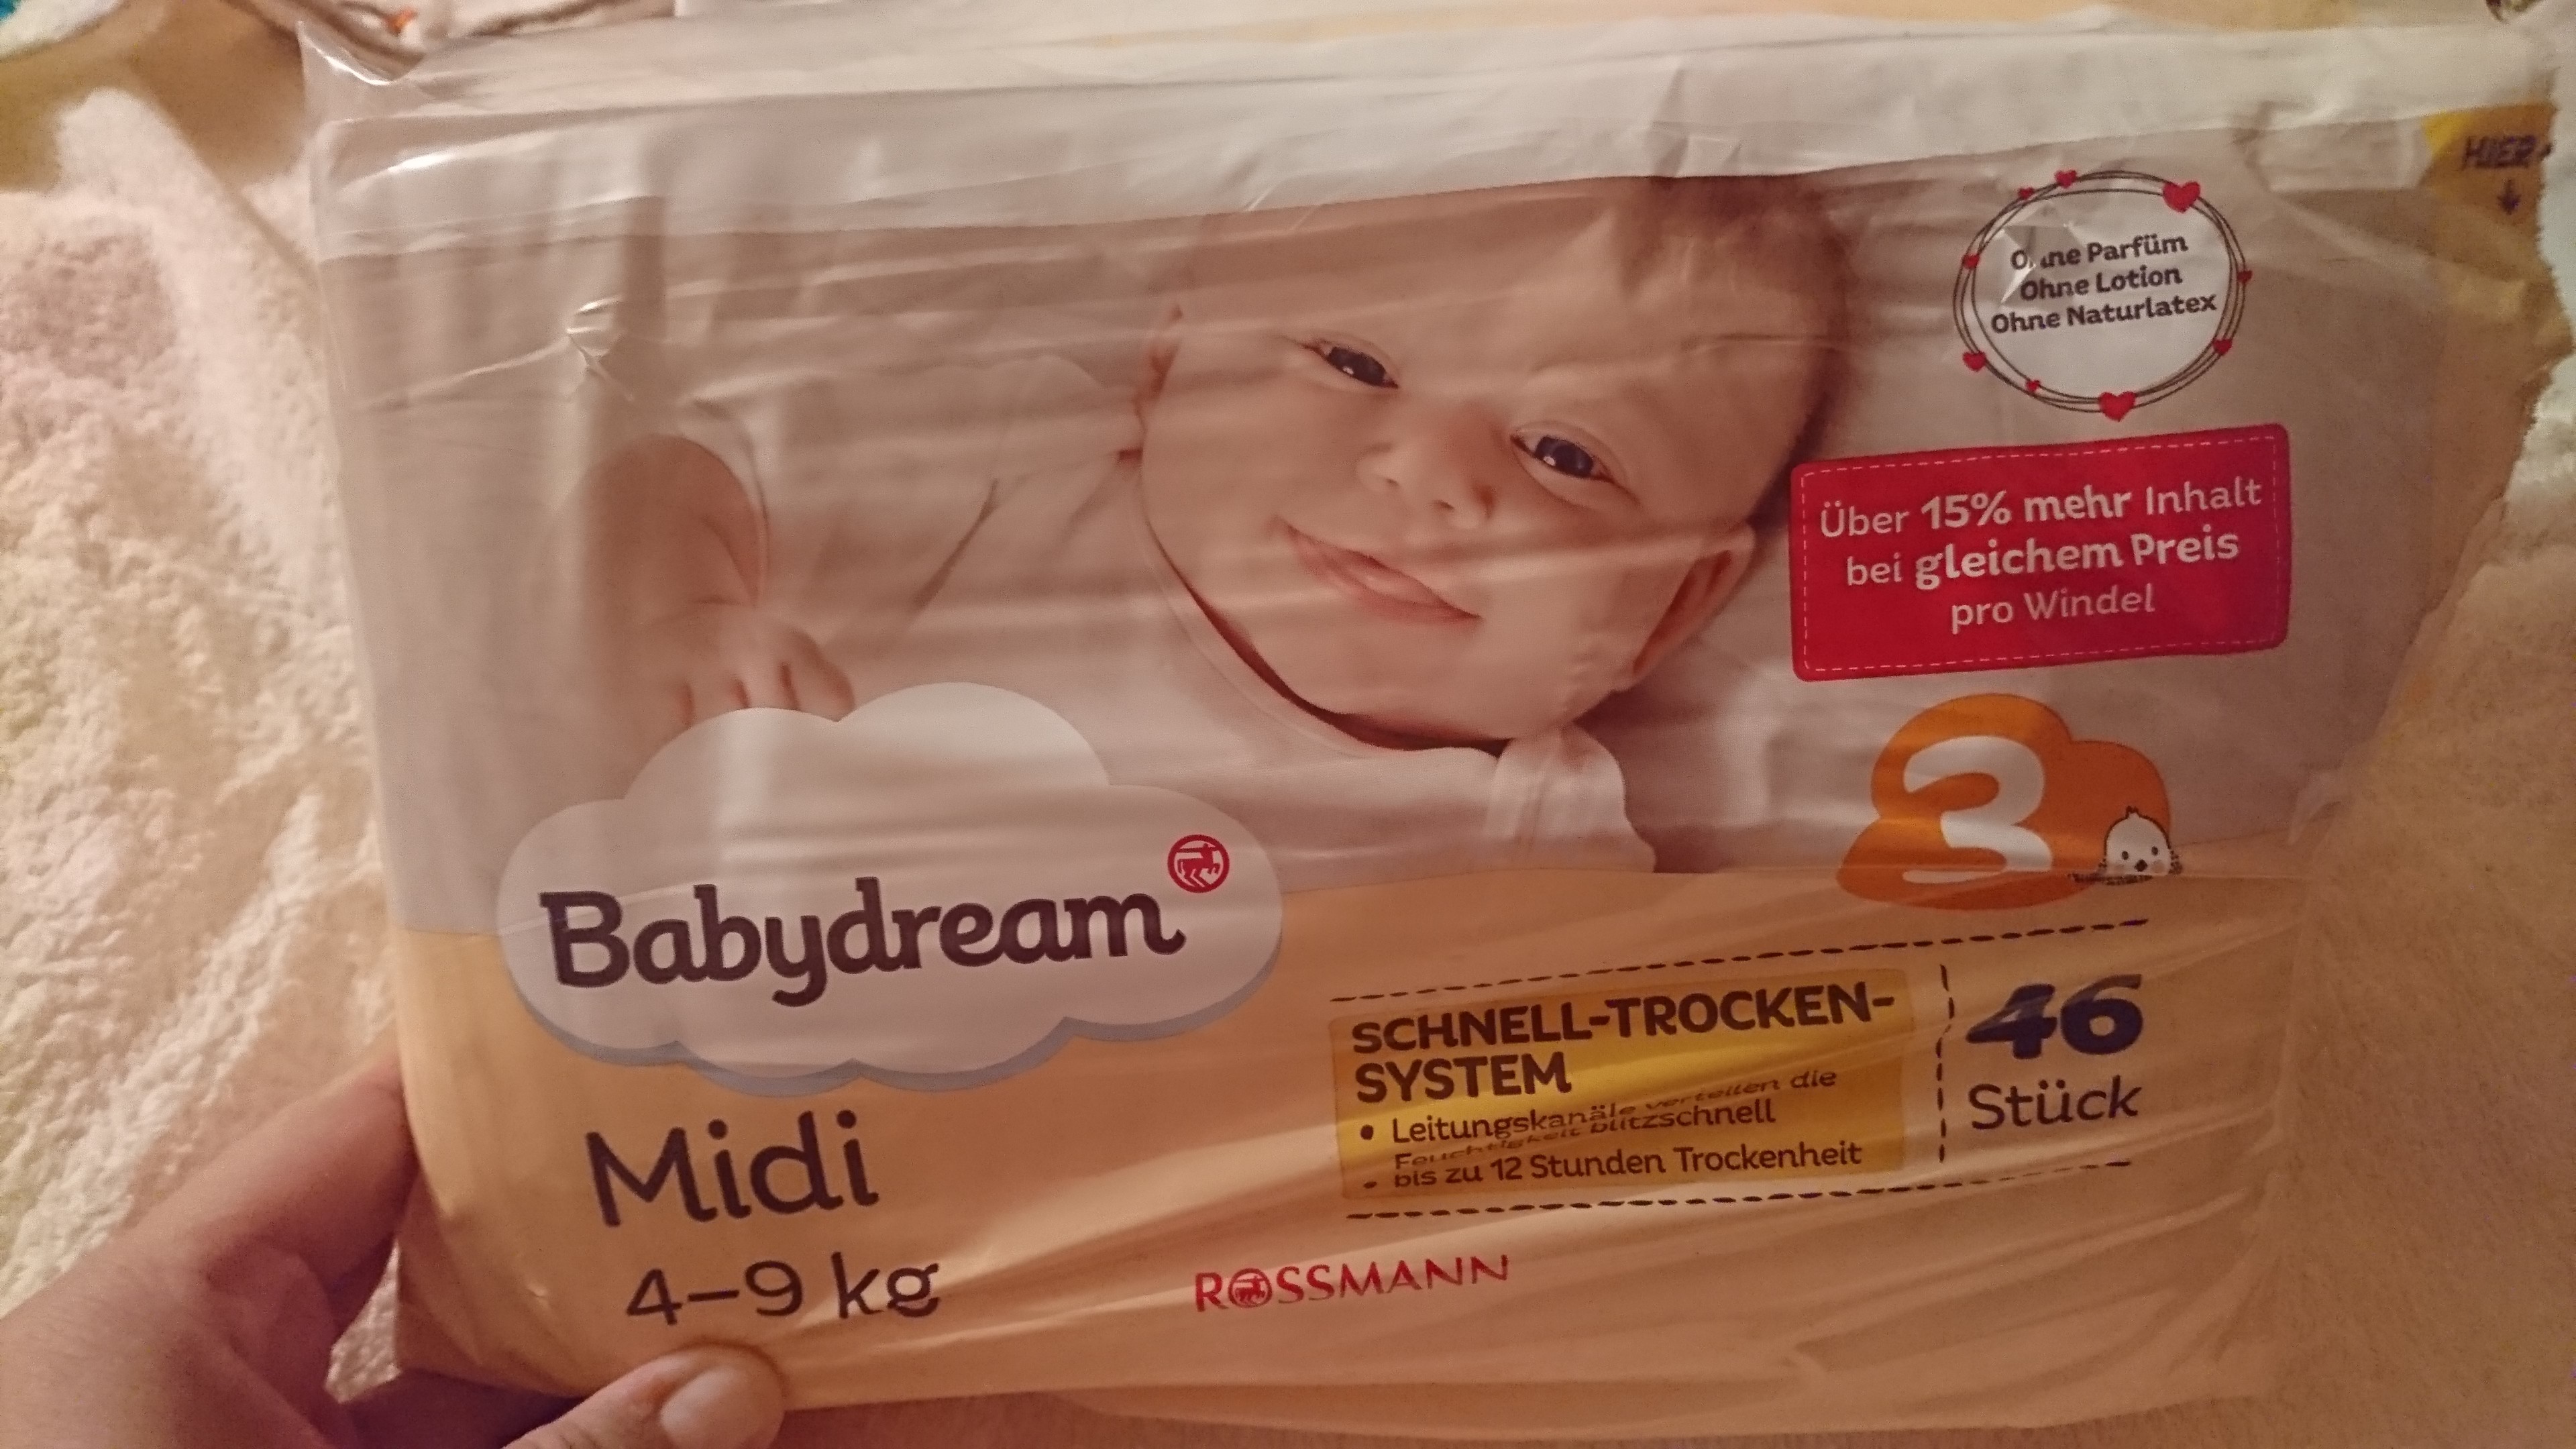 HIER
Ohne Parfüm
Ohne Lotion
Ohne Naturlatex
Über 15% mehr Inhalt
bei gleichem Preis
pro Windel
3
Babydream
SCHNELL-TROCKEN-
SYSTEM
• Leitungskanäle verteilen die
Feuchtigkeit blitzschnell
• bis zu 12 Stunden Trockenheit
46
Stück
Midi
4–9 kg
ROSSMANN